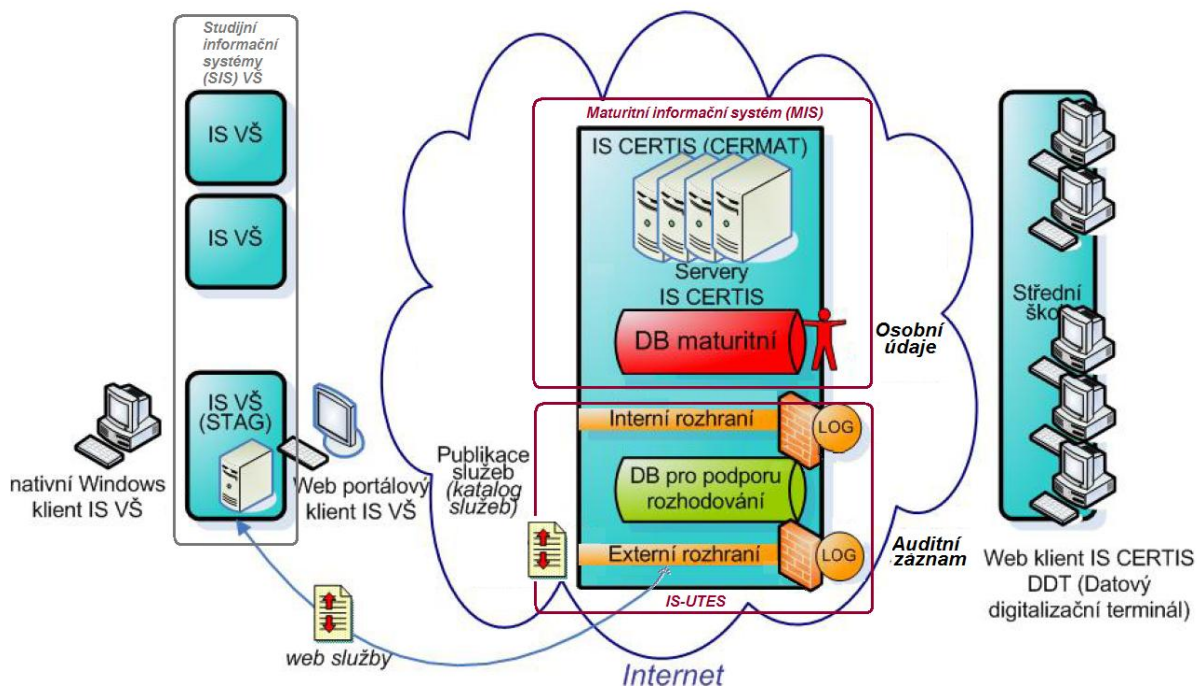 Studijní
informační
systémy
(SIS) VŠ
IS VŠ
IS VŠ
IS VŠ
(STAG)
nativní Windows
klient IS VŠ
Web portálový
klient IS VŠ
web služby
Publikace
služeb
(katalog
služeb)
Maturitní informační systém (MIS)
IS CERTIS (CERMAT)
Servery
IS CERTIS
DB maturitní
Osobní
údaje
Interní rozhraní
LOG
DB pro podporu
rozhodování
Externí rozhraní
LOG
Auditní
záznam
IS-UTES
Internet
Střední
škol
Web klient IS CERTIS
DDT (Datový
digitalizační terminál)